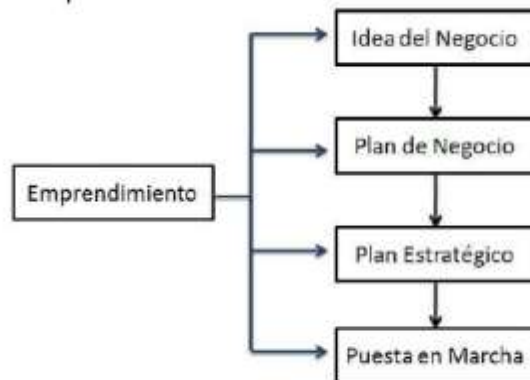 Idea del Negocio
Plan de Negocio
Emprendimiento
Plan Estratégico
Puesta en Marcha